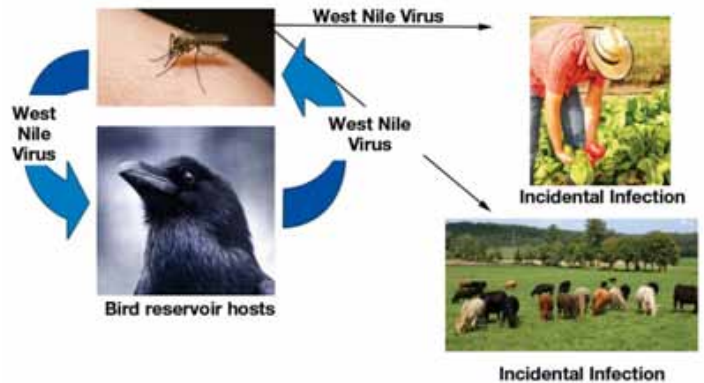 West Nile Virus
West
Nile
Virus
West Nile
Virus
Incidental Infection
Bird reservoir hosts
Incidental Infection